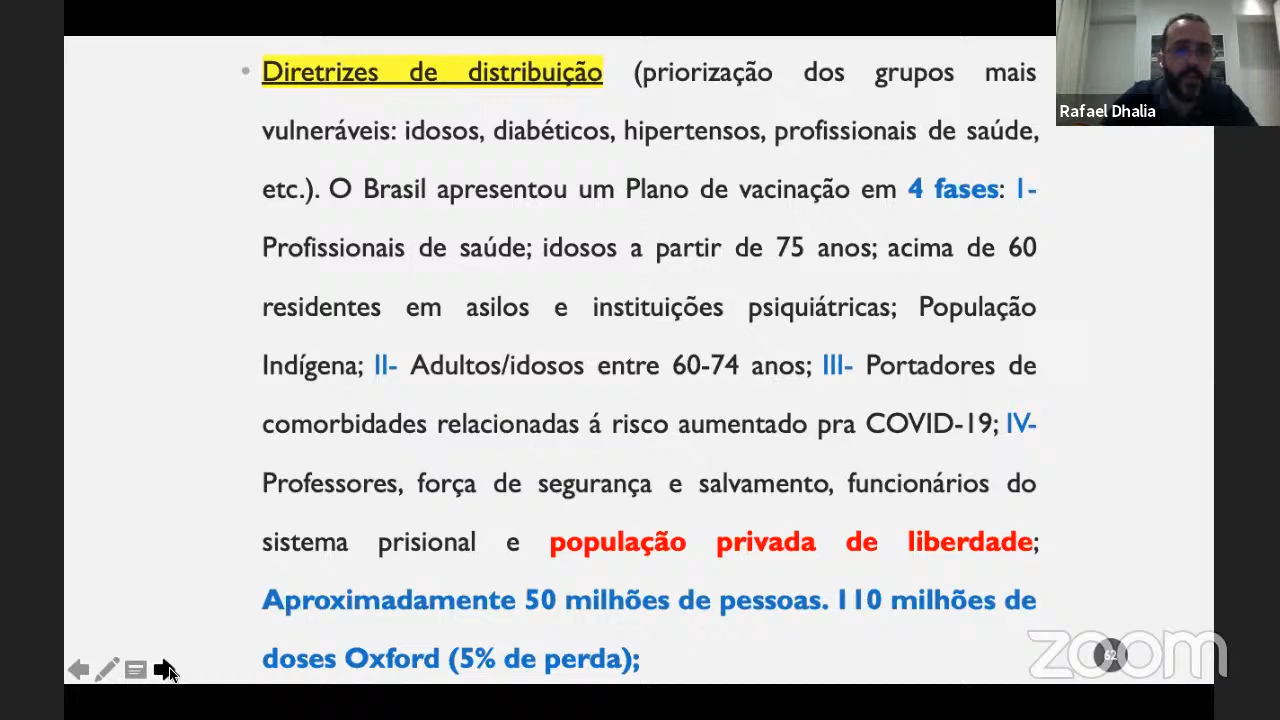 Diretrizes de distribuição (priorização dos grupos mais
vulneráveis: idosos, diabéticos, hipertensos, profissionais de saúde,
etc.). O Brasil apresentou um Plano de vacinação em 4 fases: I-
Profissionais de saúde; idosos a partir de 75 anos; acima de 60
residentes em asilos e instituições psiquiátricas; População
Indígena; II- Adultos/idosos entre 60-74 anos; III- Portadores de
comorbidades relacionadas á risco aumentado pra COVID-19; IV-
Professores, força de segurança e salvamento, funcionários do
sistema prisional e população privada de liberdade;
Aproximadamente 50 milhões de pessoas. 110 milhões de
doses Oxford (5% de perda);
Rafael Dhalia
zoom
62